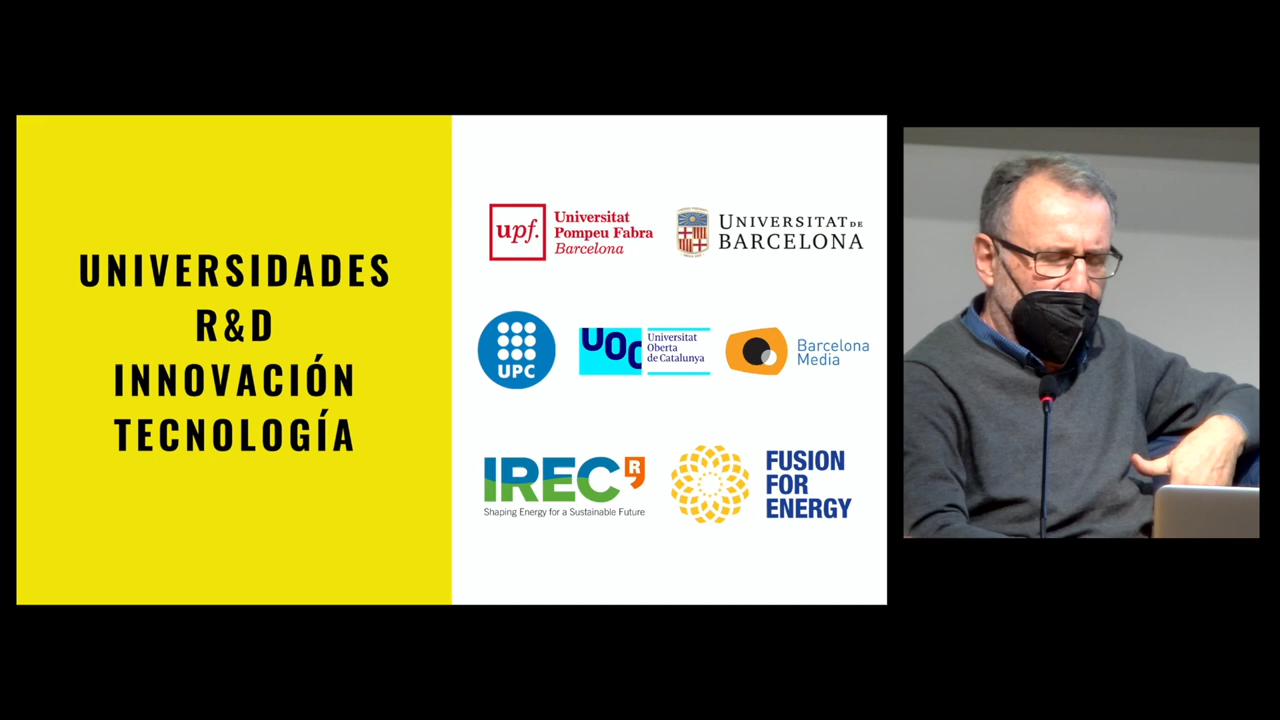 UNIVERSIDADES
R&D
INNOVACIÓN
TECNOLOGÍA
upf.
Universitat
Pompeu Fabra
Barcelona
UNIVERSITAT DE
BARCELONA
UPC
UOC
Universitat
Oberta
de Catalunya
Barcelona
Media
IREC R
Shaping Energy for a Sustainable Future
FUSION
FOR
ENERGY